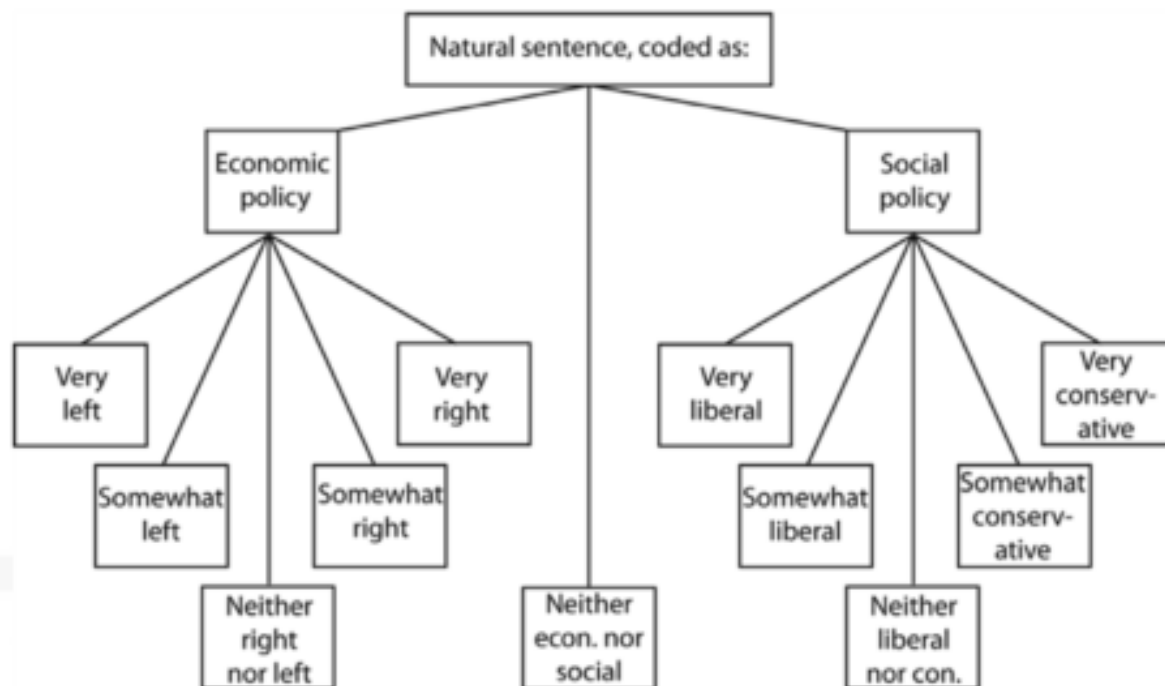 Natural sentence, coded as:
Economic
policy
Social
policy
Very
left
Very
right
Very
liberal
Very
conserv-
ative
Somewhat
left
Somewhat
right
Somewhat
liberal
Somewhat
conserv-
ative
Neither
right
nor left
Neither
econ. nor
social
Neither
liberal
nor con.